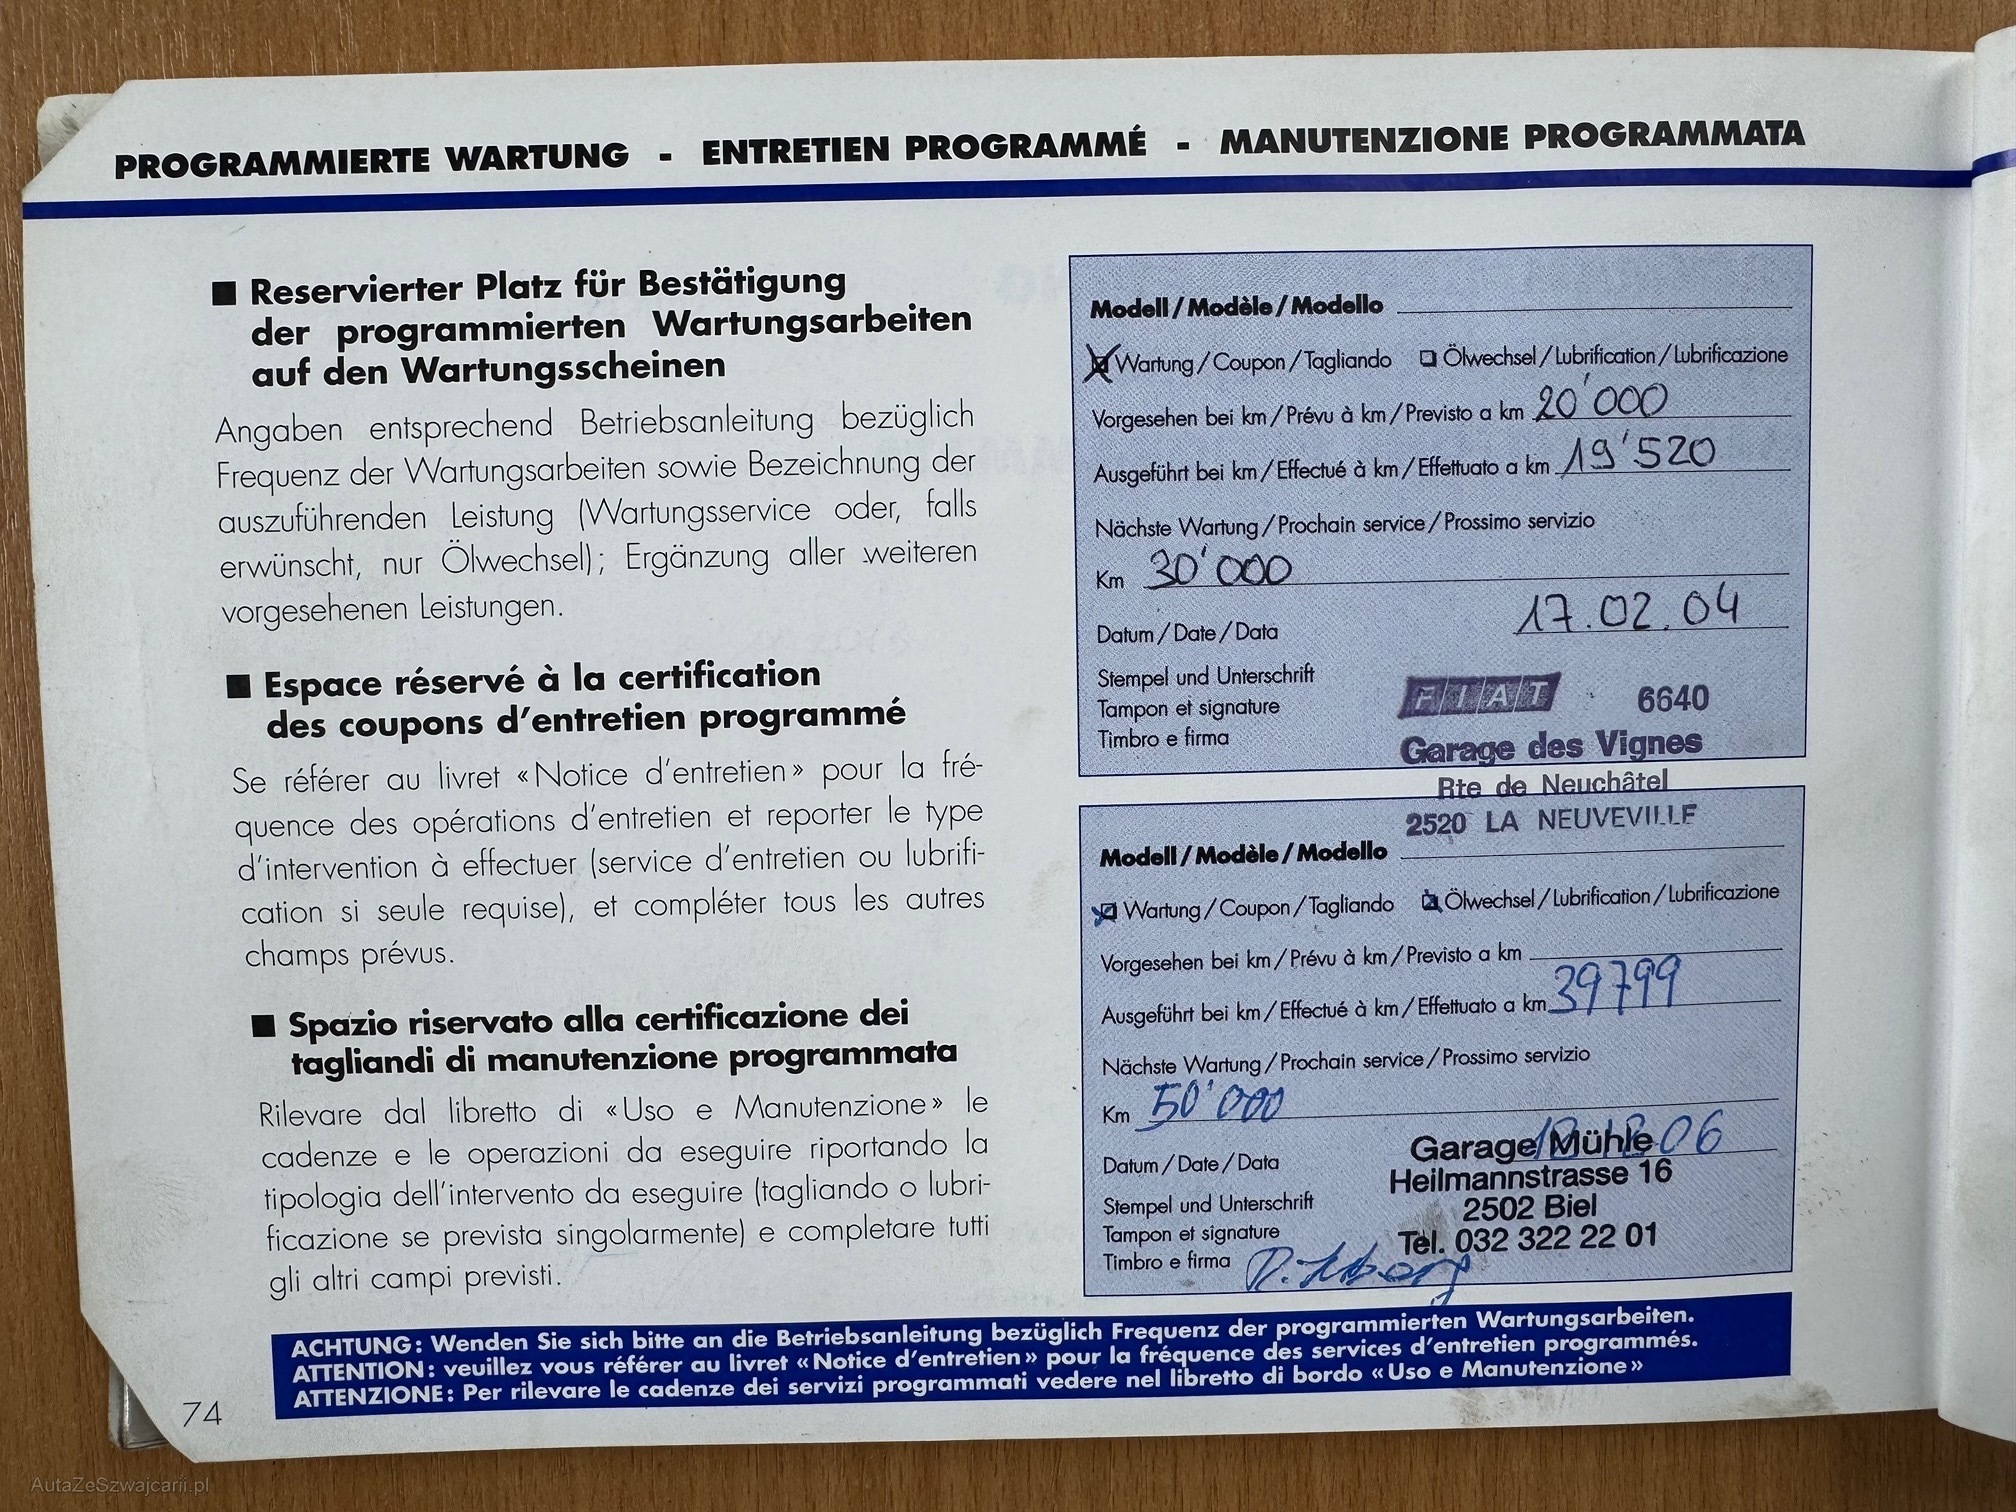 PROGRAMMIERTE WARTUNG - ENTRETIEN PROGRAMMÉ - MANUTENZIONE PROGRAMMATA
■ Reservierter Platz für Bestätigung
der programmierten Wartungsarbeiten
auf den Wartungsscheinen
Angaben entsprechend Betriebsanleitung bezüglich
Frequenz der Wartungsarbeiten sowie Bezeichnung der
auszuführenden Leistung (Wartungsservice oder, falls
erwünscht, nur Ölwechsel); Ergänzung aller weiteren
vorgesehenen Leistungen.
■ Espace réservé à la certification
des coupons d'entretien programmé
Se référer au livret «Notice d'entretien» pour la fré-
quence des opérations d'entretien et reporter le type
d'intervention à effectuer (service d'entretien ou lubrifi-
cation si seule requise), et compléter tous les autres
champs prévus.
■ Spazio riservato alla certificazione dei
tagliandi di manutenzione programmata
Rilevare dal libretto di «Uso e Manutenzione» le
cadenze e le operazioni da eseguire riportando la
tipologia dell'intervento da eseguire (tagliando o lubri-
ficazione se prevista singolarmente) e completare tutti
gli altri campi previsti.
Modell/Modèle/Modello
Wartung/Coupon/Tagliando Ölwechsel/Lubrification/Lubrificazione
Vorgesehen bei km/Prévu à km/Previsto a km 20'000
Ausgeführt bei km/Effectué à km/Effettuato a km 19'520
Nächste Wartung/Prochain service/Prossimo servizio
Km 30'000
Datum/Date/Data 17.02.04
Stempel und Unterschrift
Tampon et signature
Timbro e firma
FIAT 6640
Garage des Vignes
Rte de Neuchâtel
2520 LA NEUVEVILLE
Modell/Modèle/Modello
Wartung/Coupon/Tagliando Ölwechsel/Lubrification/Lubrificazione
Vorgesehen bei km/Prévu à km/Previsto a km
Ausgeführt bei km/Effectué à km/Effettuato a km 39799
Nächste Wartung/Prochain service/Prossimo servizio
Km 50'000
Datum/Date/Data
Stempel und Unterschrift
Tampon et signature
Timbro e firma
Garage Mühle
Heilmannstrasse 16
2502 Biel
Tel. 032 322 22 01
ACHTUNG: Wenden Sie sich bitte an die Betriebsanleitung bezüglich Frequenz der programmierten Wartungsarbeiten.
ATTENTION: veuillez vous référer au livret «Notice d'entretien» pour la fréquence des services d'entretien programmés.
ATTENZIONE: Per rilevare le cadenze dei servizi programmati vedere nel libretto di bordo «Uso e Manutenzione»
74
AutaZeSzwajcarii.pl